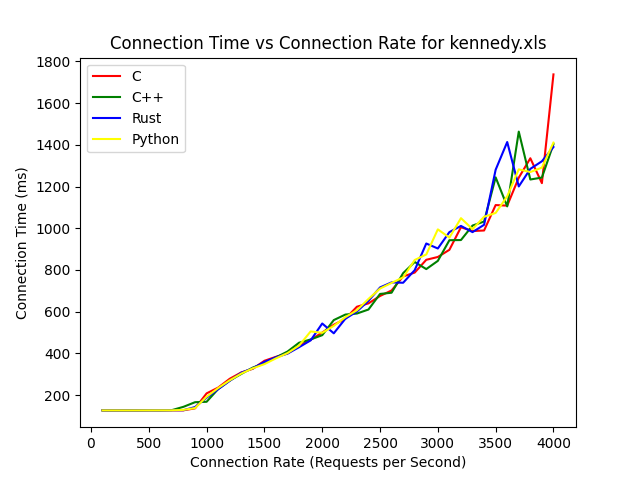 Connection Time vs Connection Rate for kennedy.xls
1800
1600
1400
1200
1000
800
600
400
200
Connection Time (ms)
C
C++
Rust
Python
0 500 1000 1500 2000 2500 3000 3500 4000
Connection Rate (Requests per Second)